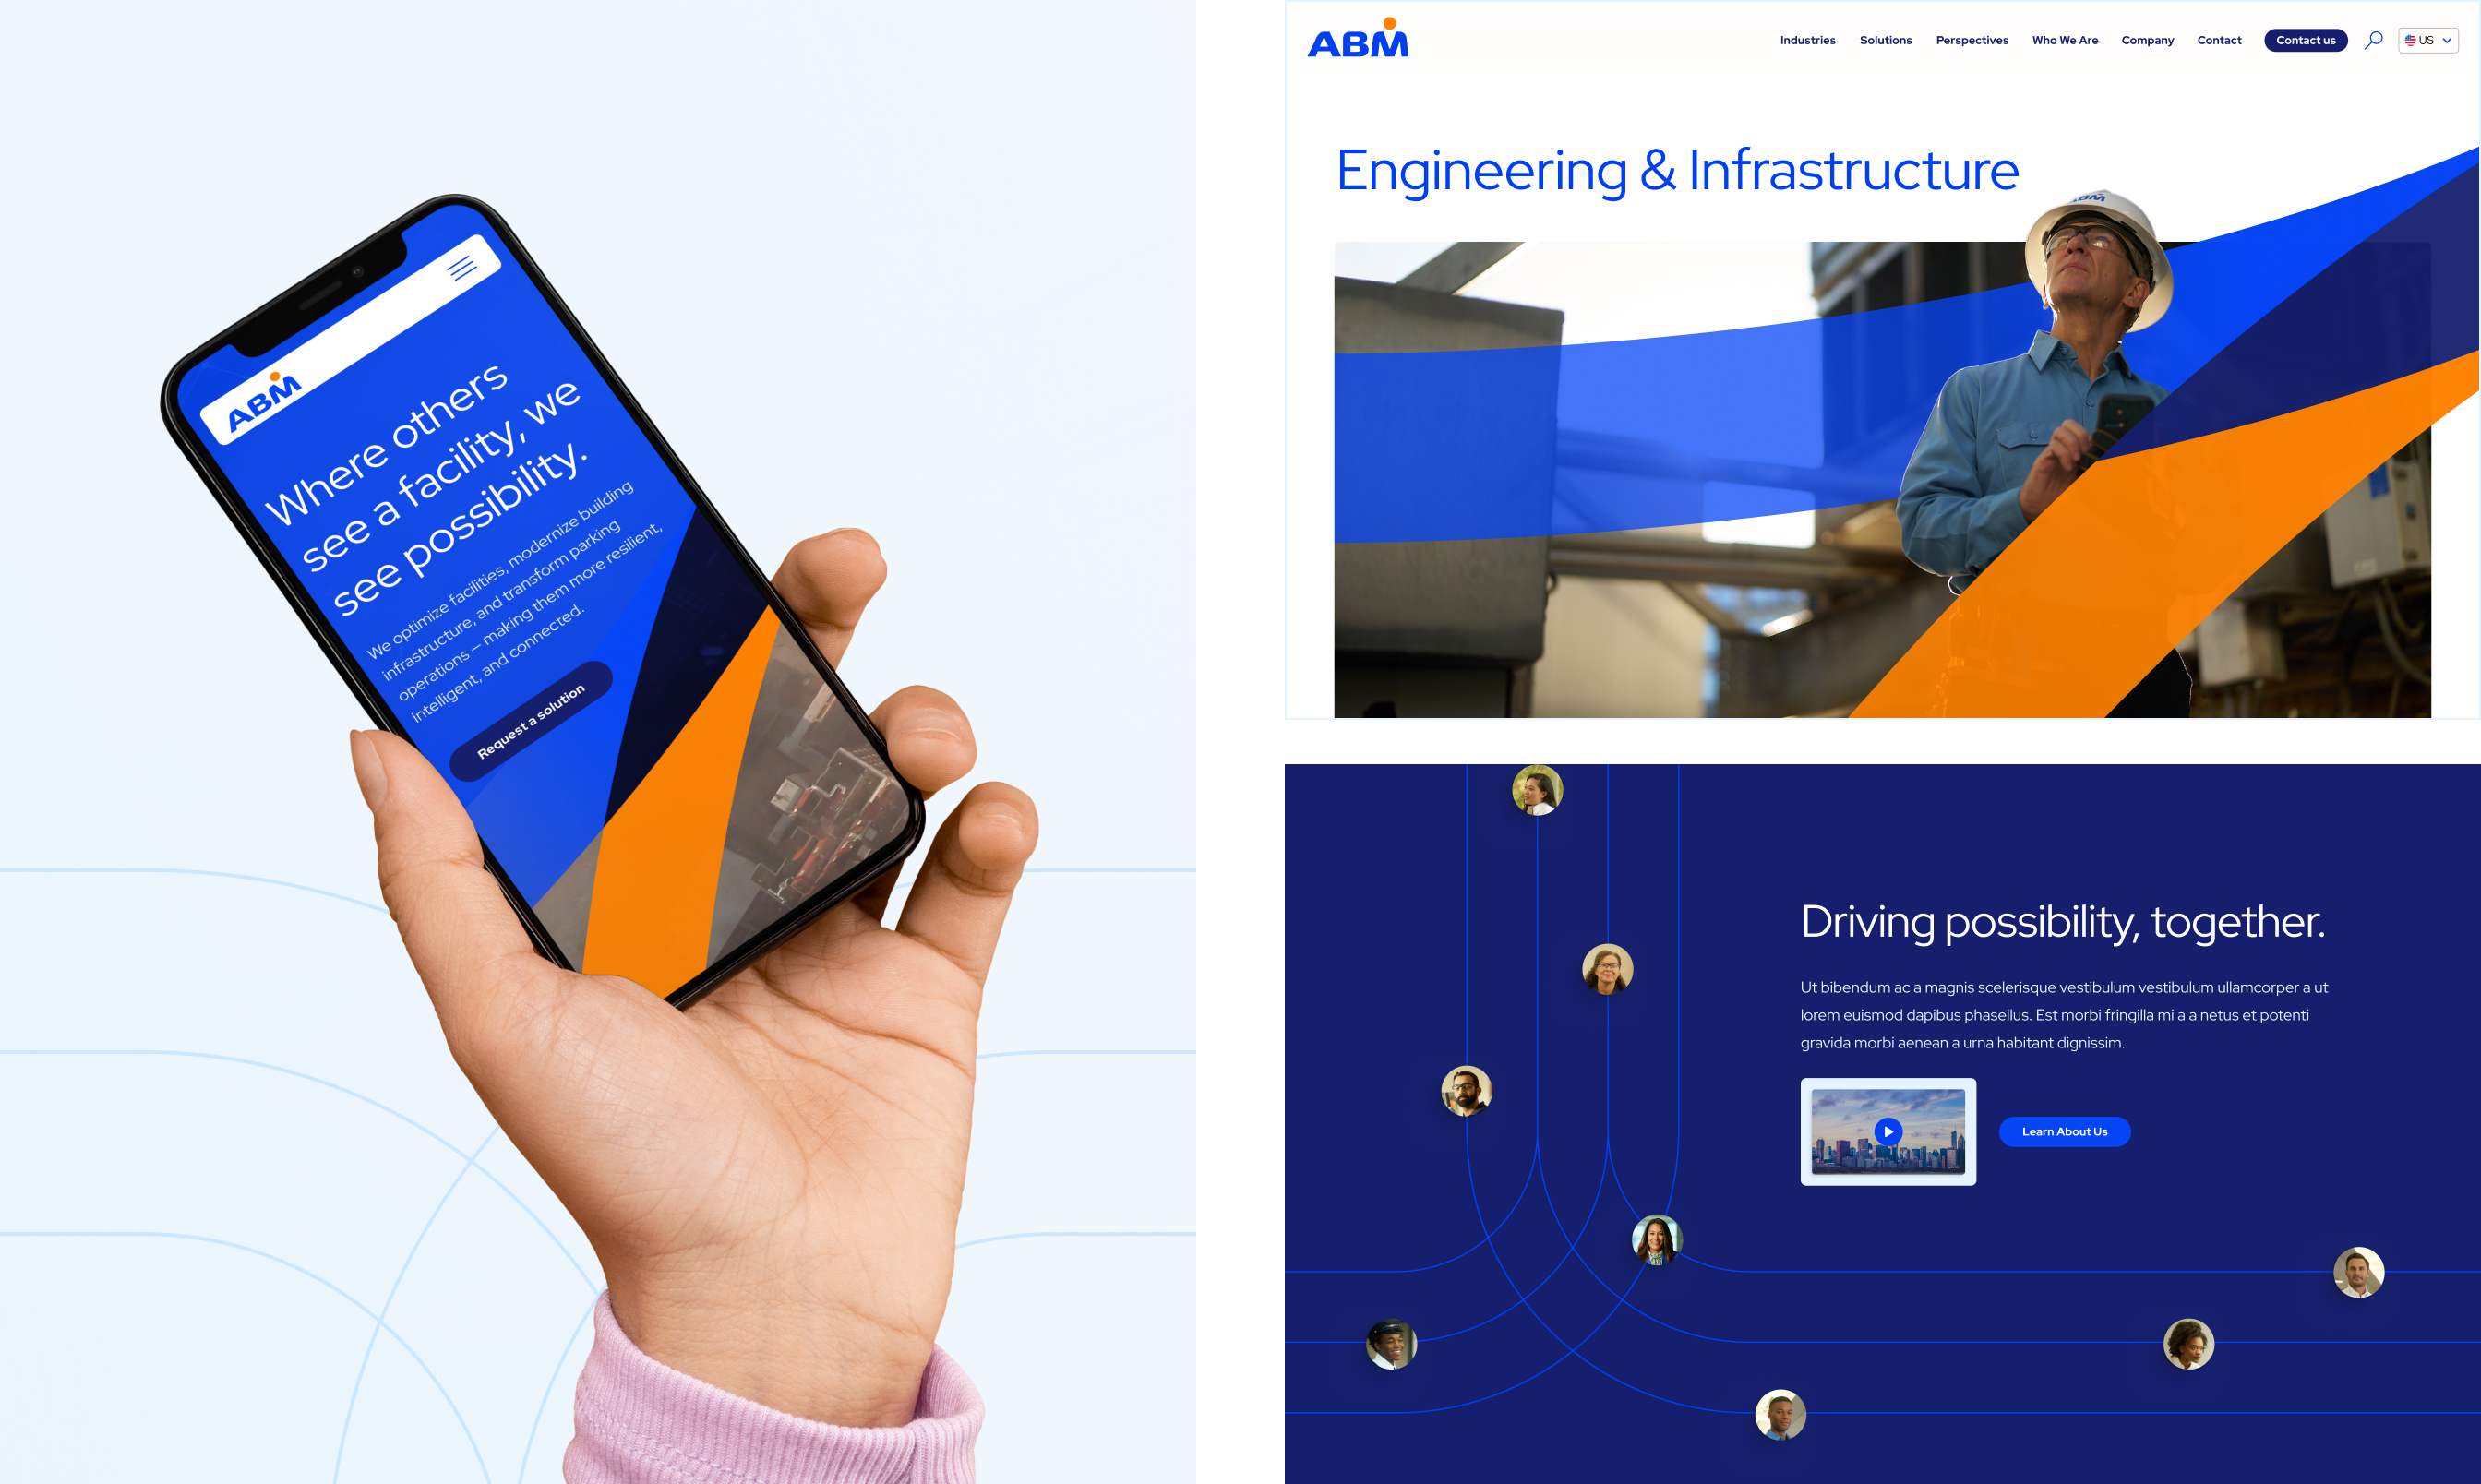 ABM
Where others
see a facility, we
see possibility.
We optimize facilities, modernize building
infrastructure, and transform parking
operations — making them more resilient,
intelligent, and connected.
Request a solution
ABM
Industries Solutions Perspectives Who We Are Company Contact Contact us US
Engineering & Infrastructure
ABM
Driving possibility, together.
Ut bibendum ac a magnis scelerisque vestibulum vestibulum ullamcorper a ut
lorem euismod dapibus phasellus. Est morbi fringilla mi a a netus et potenti
gravida morbi aenean a urna habitant dignissim.
Learn About Us